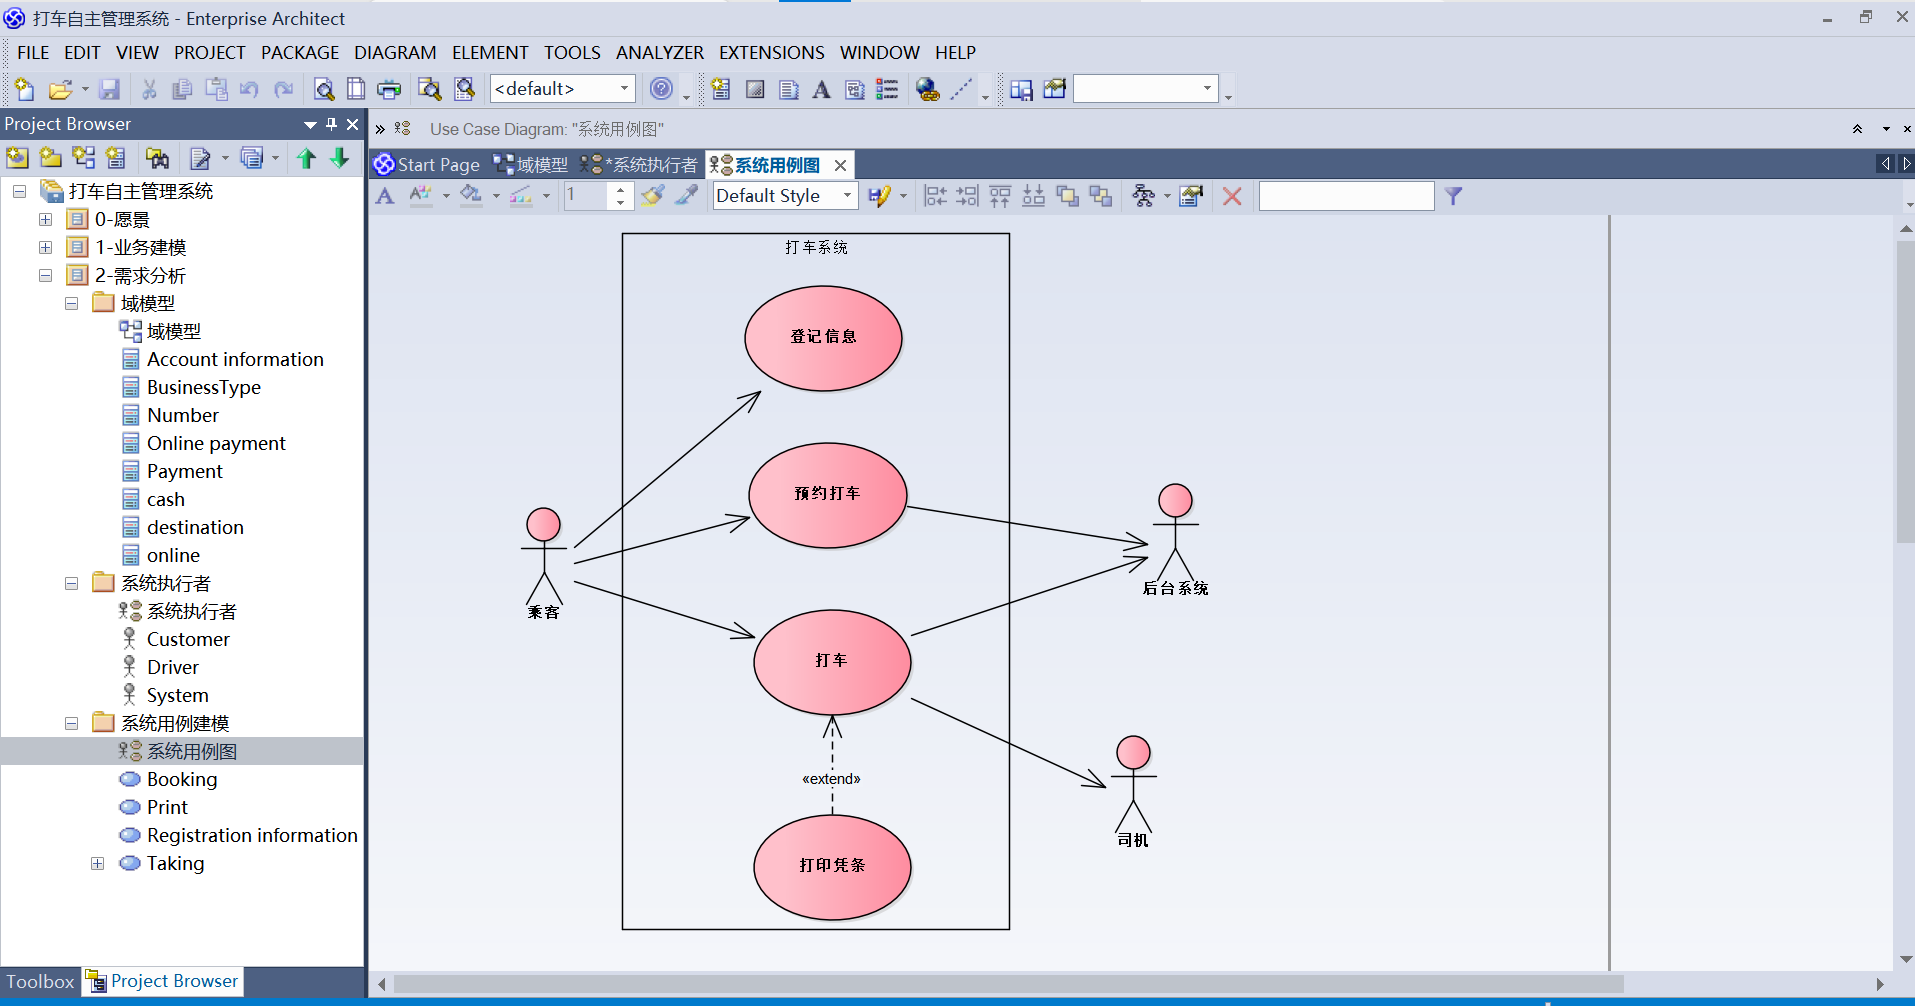 打车自主管理系统 - Enterprise Architect
FILE EDIT VIEW PROJECT PACKAGE DIAGRAM ELEMENT TOOLS ANALYZER EXTENSIONS WINDOW HELP
<default>
Project Browser
» Use Case Diagram: "系统用例图"
Start Page 域模型 *系统执行者 系统用例图
1 Default Style
打车自主管理系统
0-愿景
1-业务建模
2-需求分析
域模型
域模型
Account information
BusinessType
Number
Online payment
Payment
cash
destination
online
系统执行者
系统执行者
Customer
Driver
System
系统用例建模
系统用例图
Booking
Print
Registration information
Taking
Toolbox Project Browser
打车系统
登记信息
预约打车
乘客
后台系统
打车
«extend»
司机
打印凭条